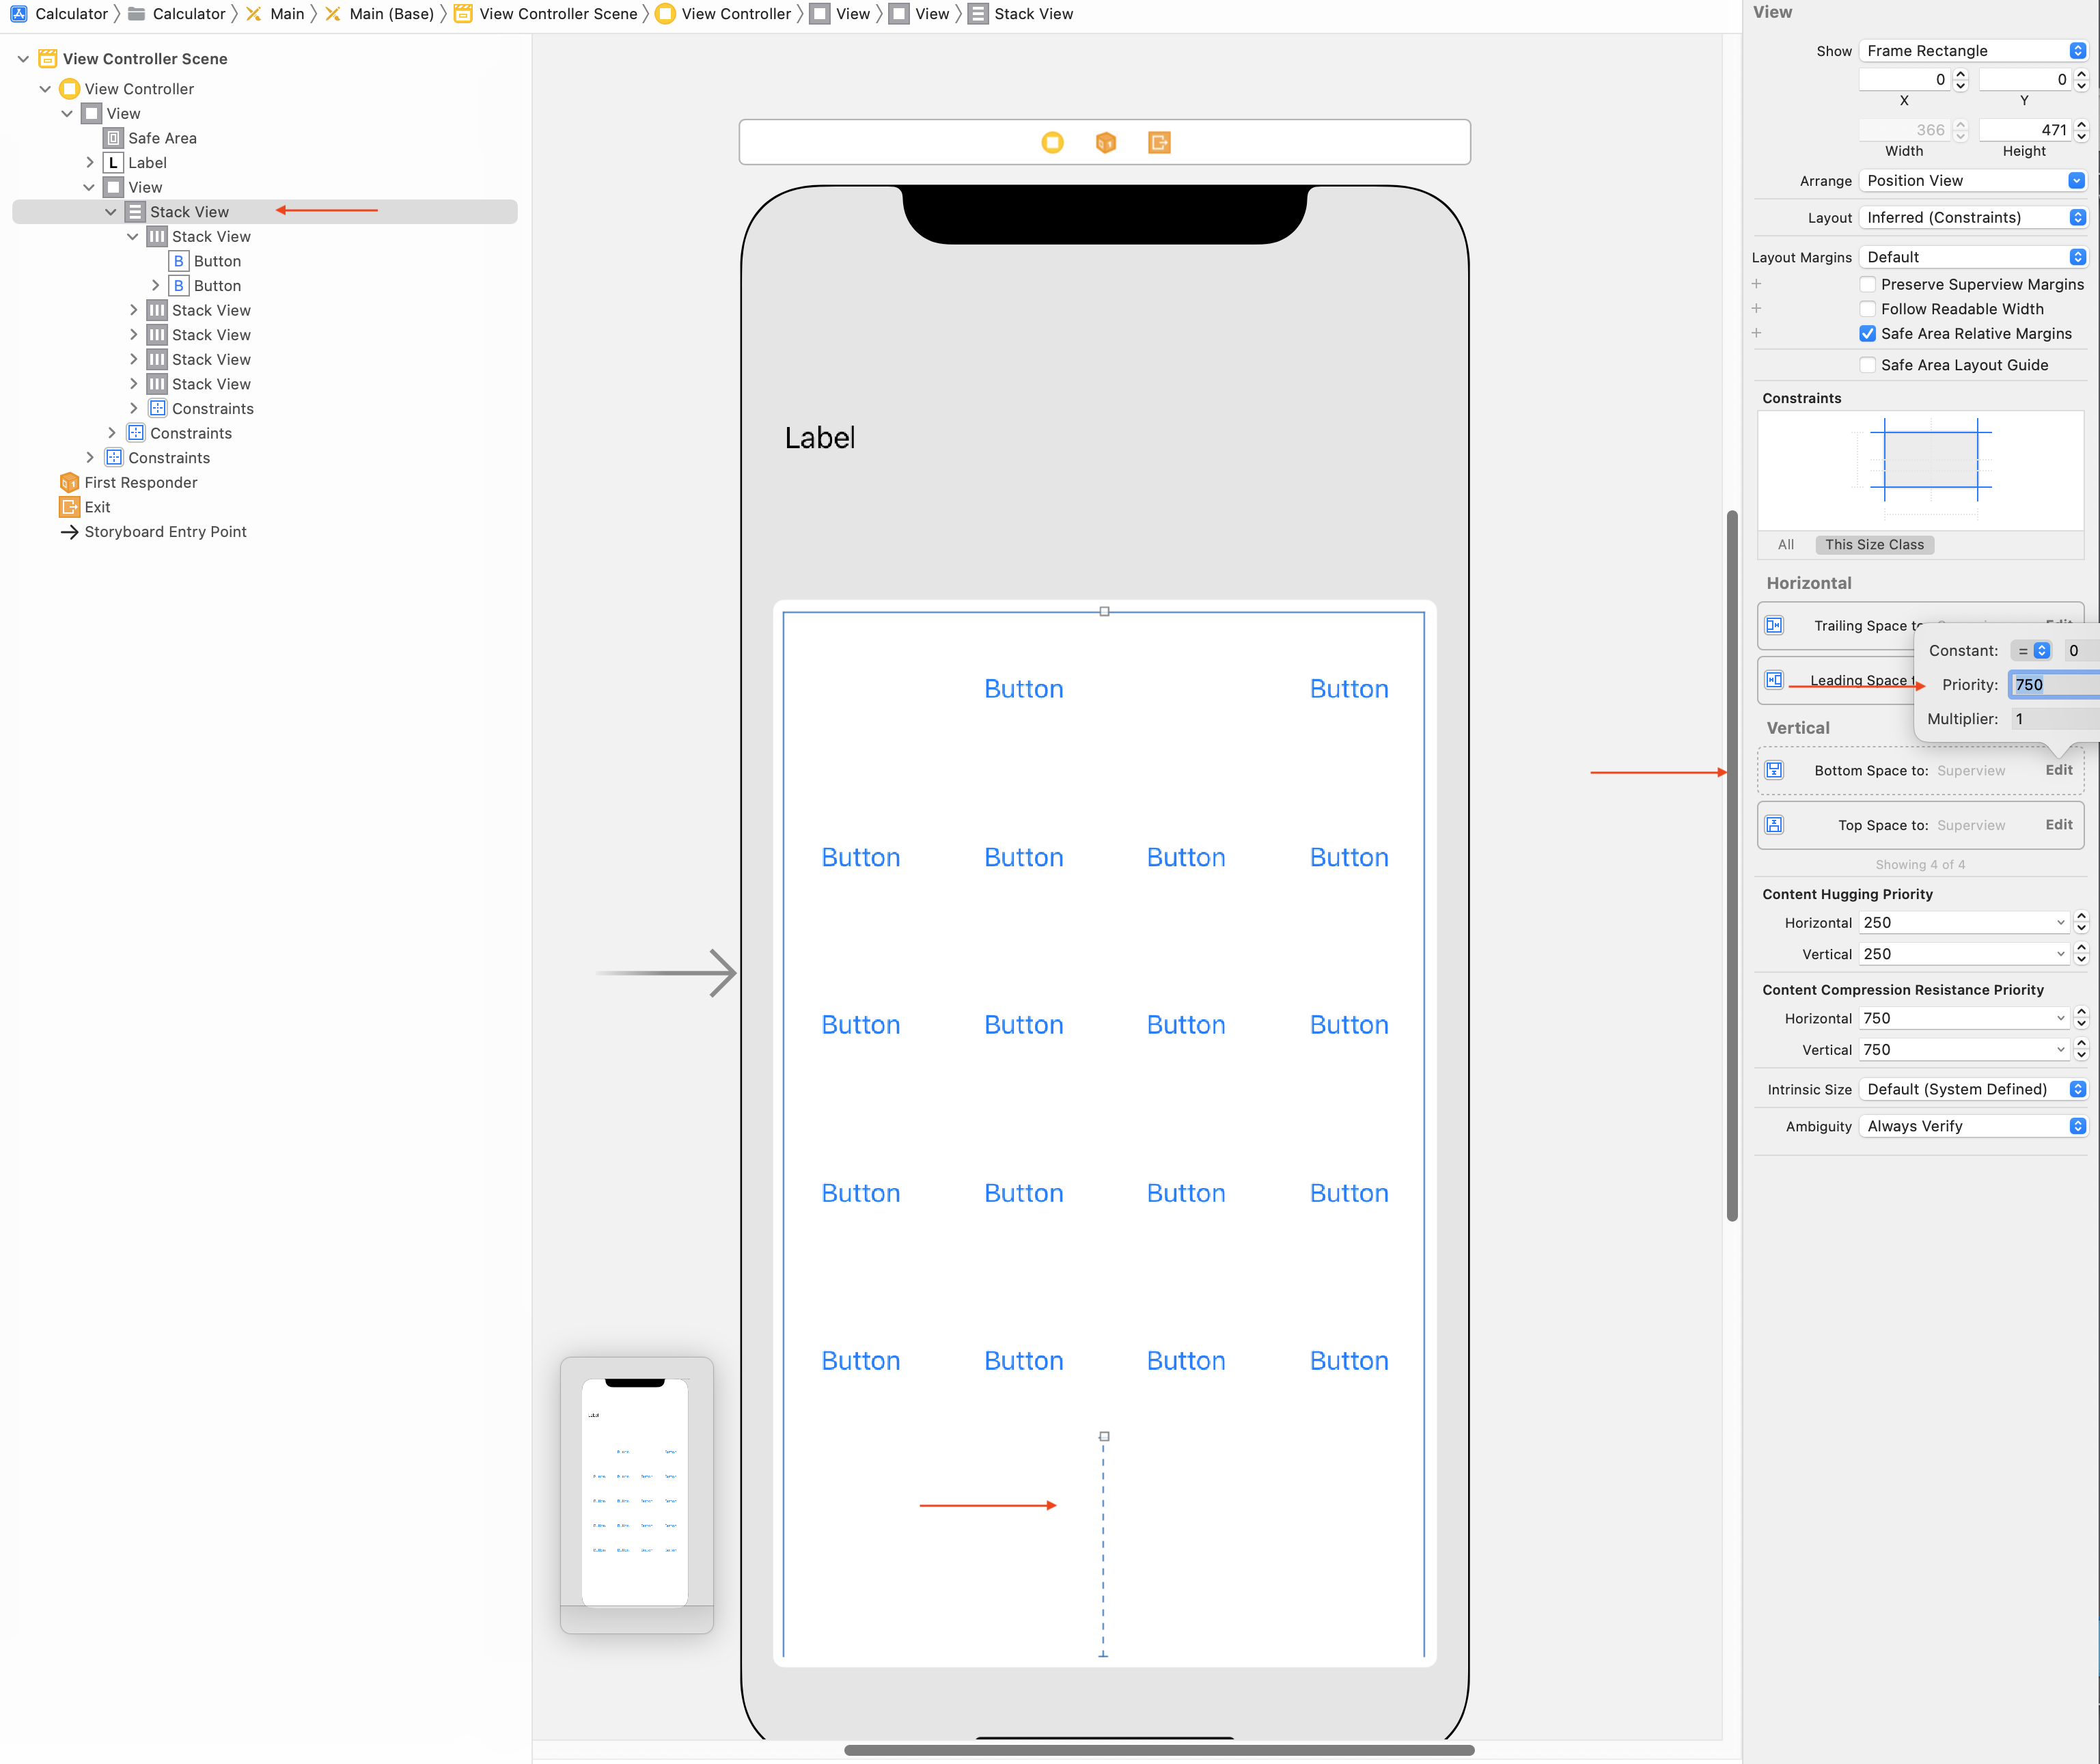 Calculator Calculator Main Main (Base) View Controller Scene View Controller View View Stack View
View Controller Scene
View Controller
View
Safe Area
L Label
View
Stack View
Stack View
B Button
B Button
Stack View
Stack View
Stack View
Stack View
Constraints
Constraints
Constraints
First Responder
Exit
Storyboard Entry Point
Label
Button Button
Button Button Button Button
Button Button Button Button
Button Button Button Button
Button Button Button Button
View
Show Frame Rectangle
0 0
X Y
366 471
Width Height
Arrange Position View
Layout Inferred (Constraints)
Layout Margins Default
Preserve Superview Margins
Follow Readable Width
Safe Area Relative Margins
Safe Area Layout Guide
Constraints
All This Size Class
Horizontal
Trailing Space to
Constant: = 0
Leading Space
Priority: 750
Multiplier: 1
Vertical
Bottom Space to: Superview Edit
Top Space to: Superview Edit
Showing 4 of 4
Content Hugging Priority
Horizontal 250
Vertical 250
Content Compression Resistance Priority
Horizontal 750
Vertical 750
Intrinsic Size Default (System Defined)
Ambiguity Always Verify